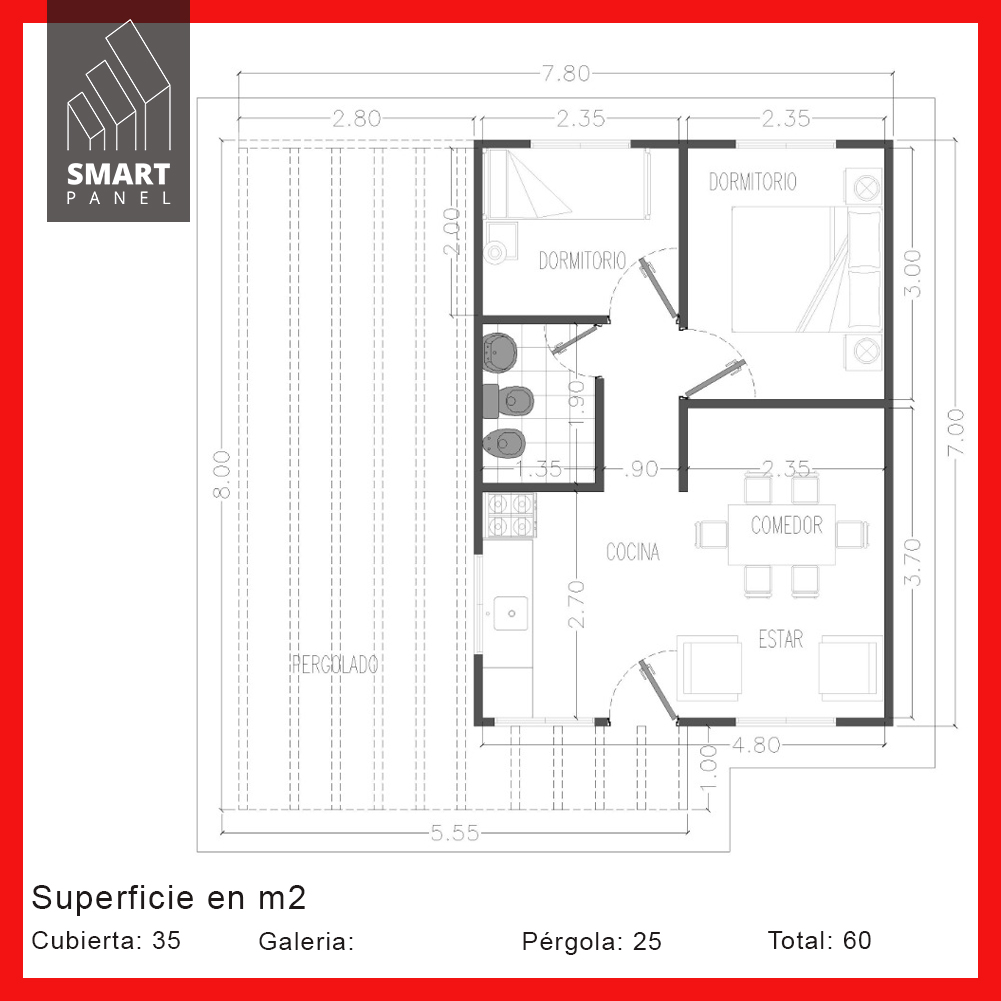 SMART
PANEL
7.80
2.80
2.35
2.35
DORMITORIO
2.00
DORMITORIO
3.00
1.90
7.00
8.00
1.35
.90
2.35
COMEDOR
COCINA
3.70
2.70
ESTAR
PERGOLADO
4.80
1.00
5.55
Superficie en m2
Cubierta: 35
Galeria:
Pérgola: 25
Total: 60